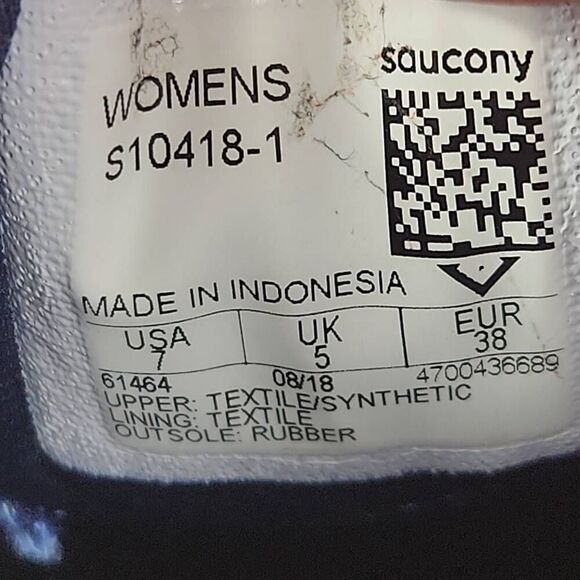 saucony
WOMENS
S10418-1
MADE IN INDONESIA
USA UK EUR
7 5 38
61464 08/18 4700436689
UPPER: TEXTILE/SYNTHETIC
LINING: TEXTILE
OUTSOLE: RUBBER